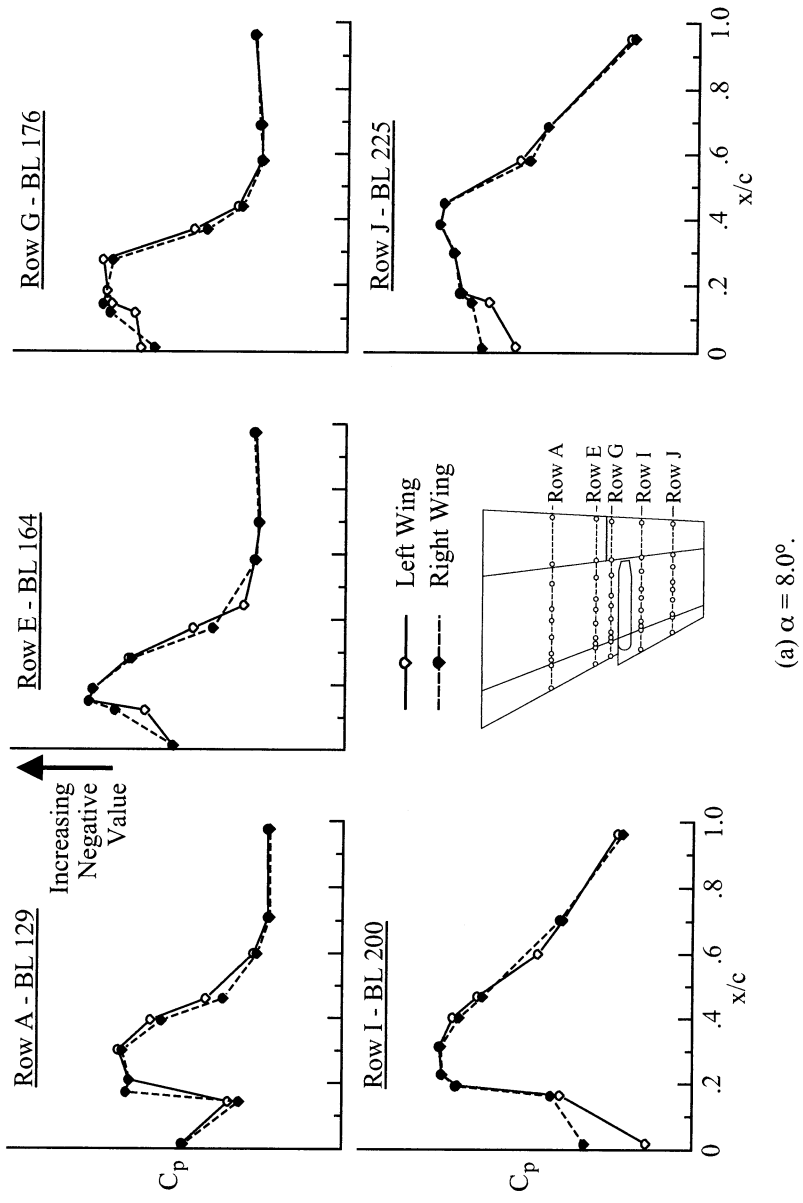 Row A - BL 129
Row E - BL 164
Row G - BL 176
Increasing
Negative
Value
Cp
Row I - BL 200
Row J - BL 225
Left Wing
Right Wing
Row A
Row E
Row G
Row I
Row J
Cp
0 .2 .4 .6 .8 1.0
x/c
0 .2 .4 .6 .8 1.0
x/c
(a) α = 8.0°.